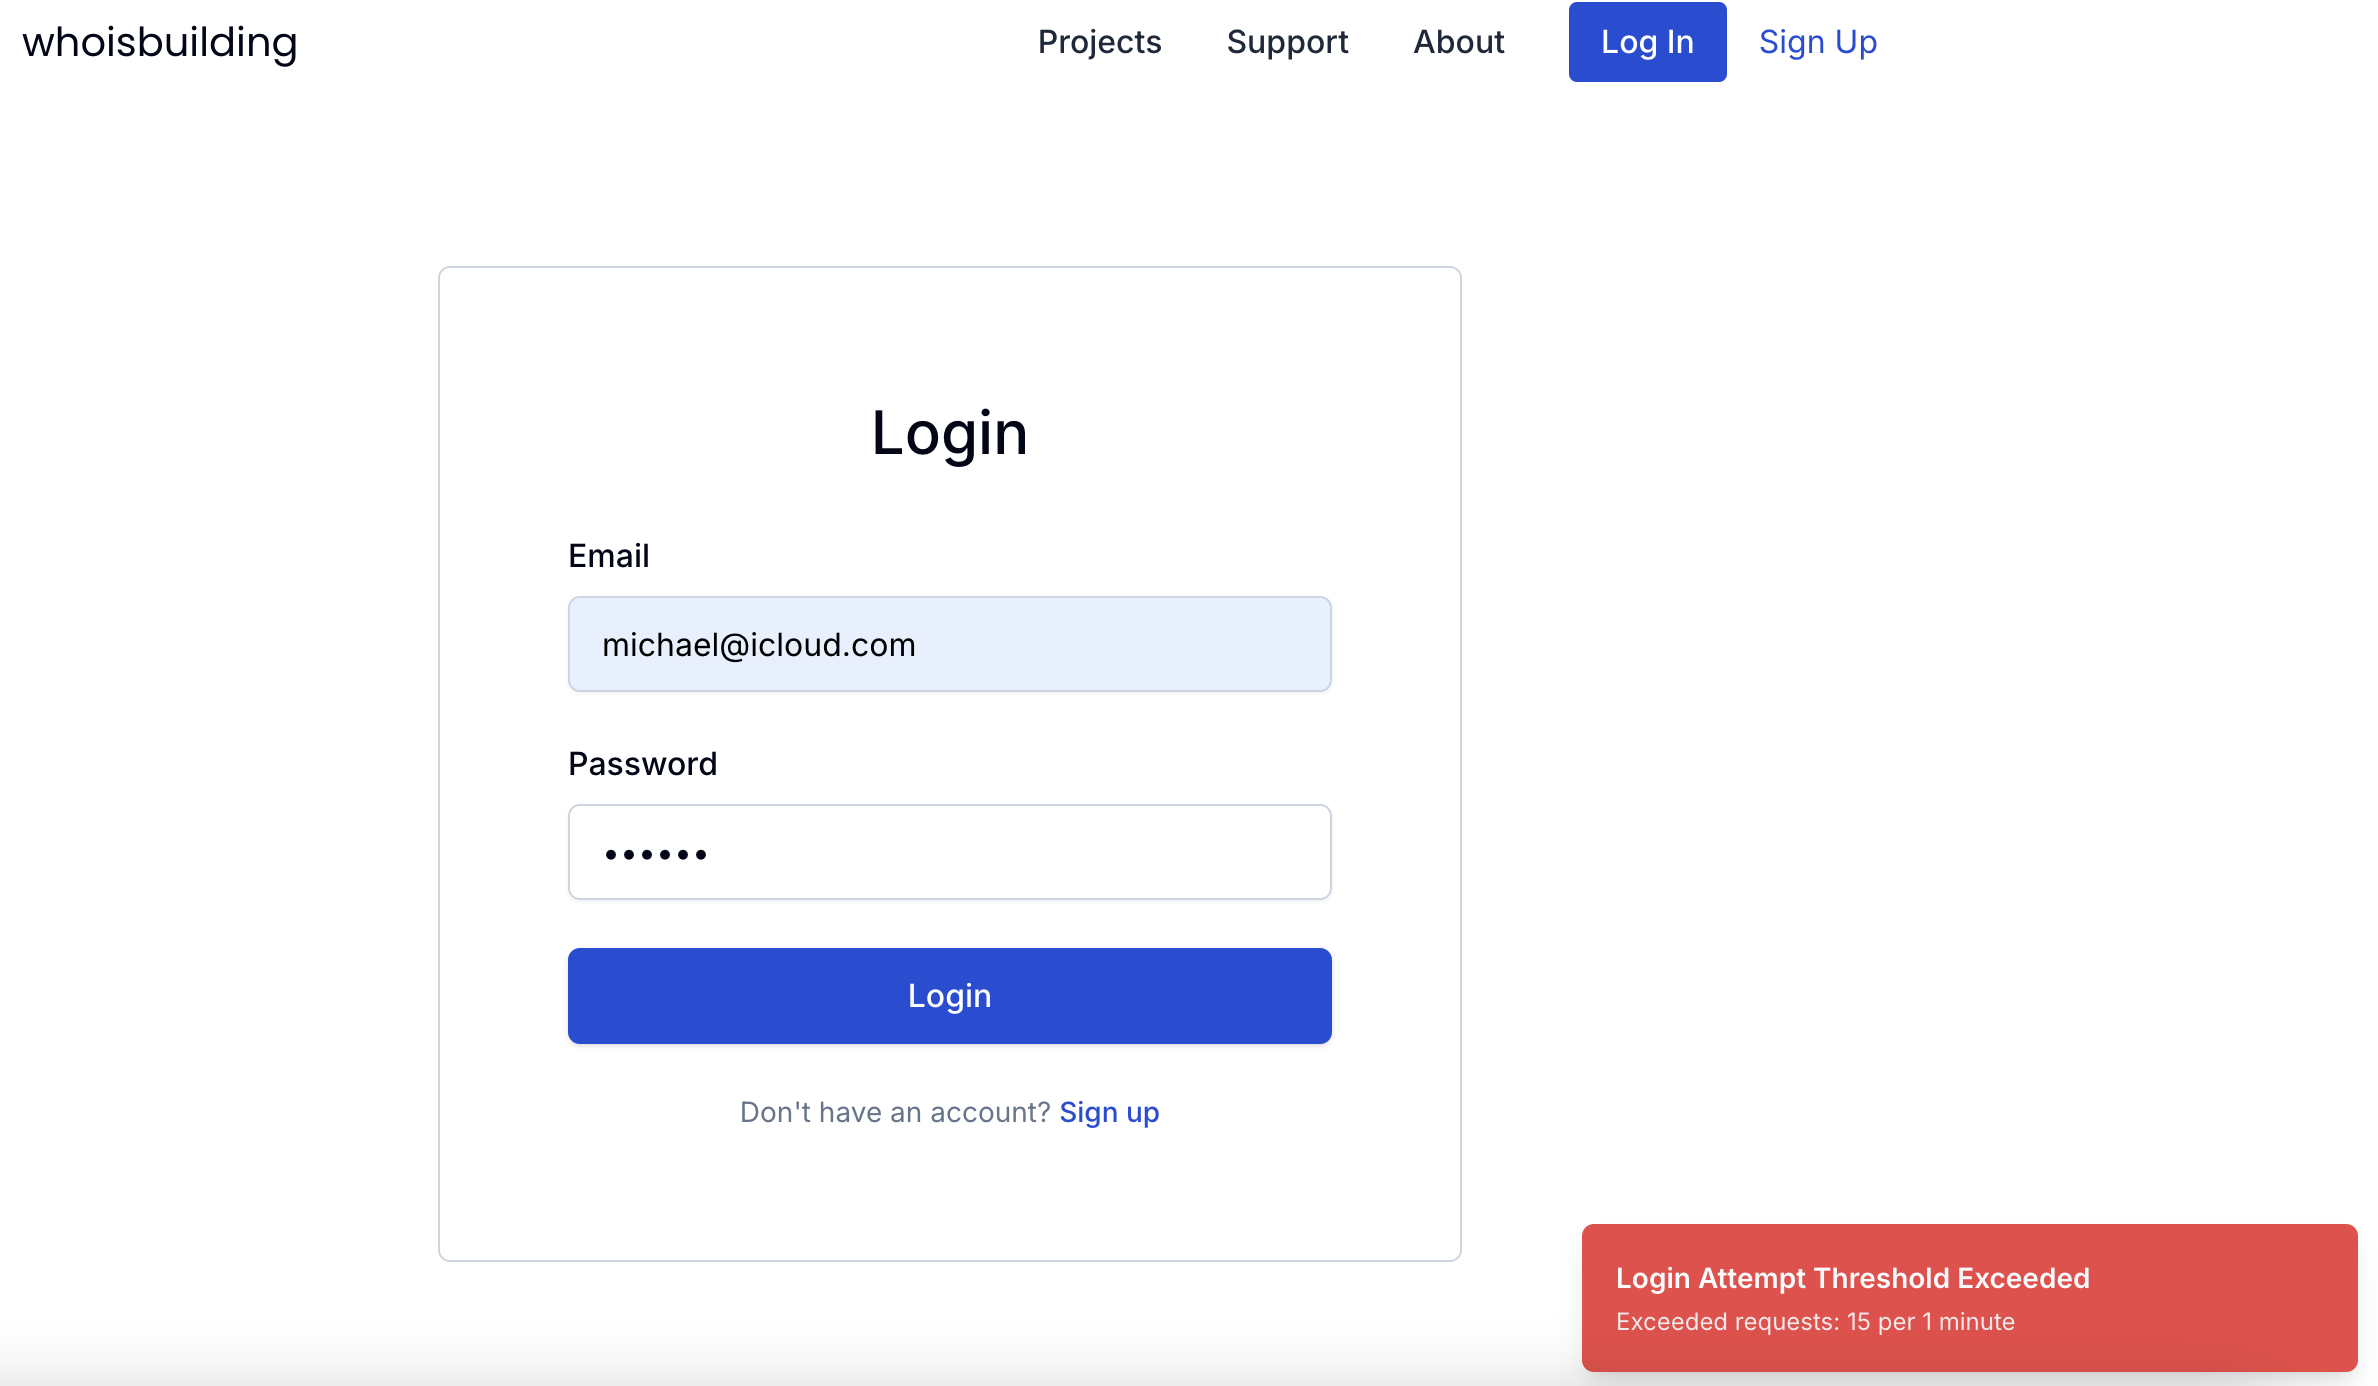 whoisbuilding
Projects
Support
About
Log In
Sign Up
Login
Email
michael@icloud.com
Password
••••••
Login
Don't have an account? Sign up
Login Attempt Threshold Exceeded
Exceeded requests: 15 per 1 minute